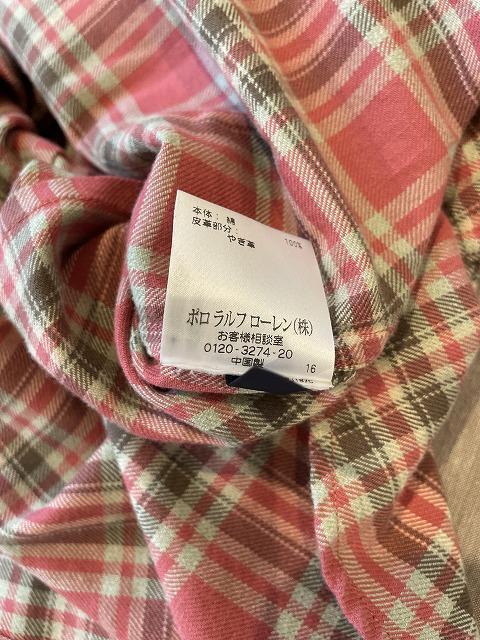 本体: 綿 100%
皮革部分:
やぎ革
ポロ ラルフ ローレン(株)
お客様相談室
0120-3274-20
中国製
16